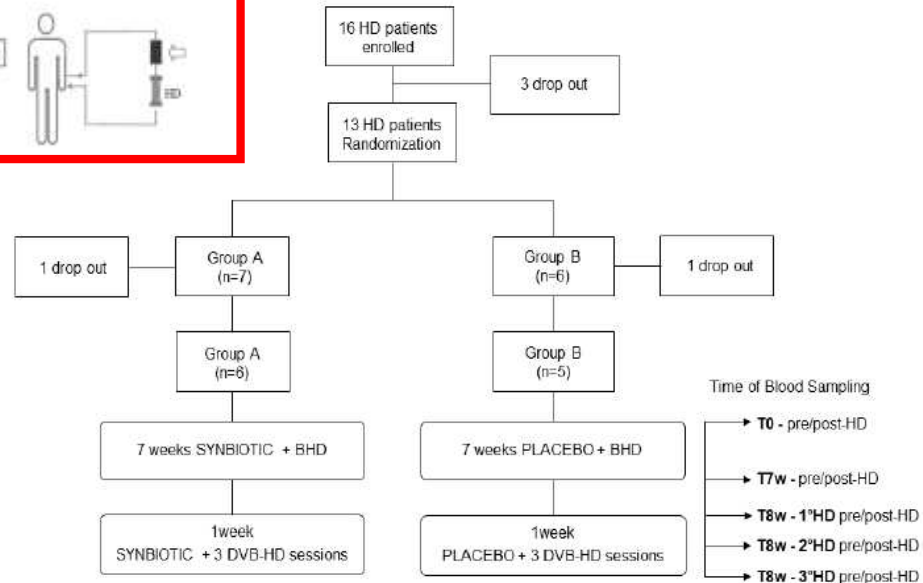 HD
16 HD patients
enrolled
3 drop out
13 HD patients
Randomization
1 drop out
Group A
(n=7)
Group B
(n=6)
1 drop out
Group A
(n=6)
Group B
(n=5)
7 weeks SYNBIOTIC + BHD
7 weeks PLACEBO + BHD
1week
SYNBIOTIC + 3 DVB-HD sessions
1week
PLACEBO + 3 DVB-HD sessions
Time of Blood Sampling
T0 - pre/post-HD
T7w - pre/post-HD
T8w - 1°HD pre/post-HD
T8w - 2°HD pre/post-HD
T8w - 3°HD pre/post-HD